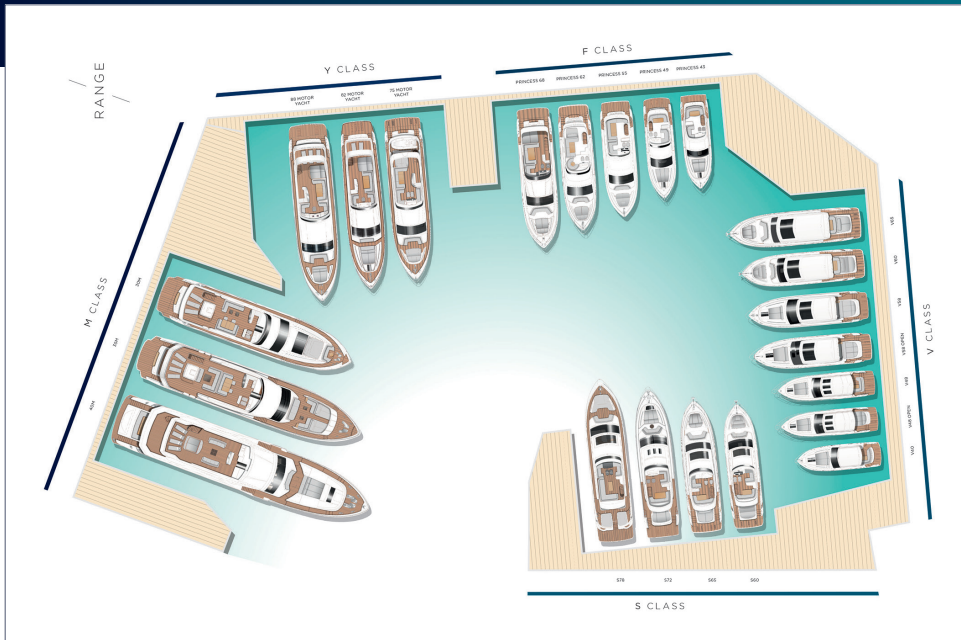 RANGE
Y CLASS
88 MOTOR
YACHT
82 MOTOR
YACHT
75 MOTOR
YACHT
F CLASS
PRINCESS 68
PRINCESS 62
PRINCESS 55
PRINCESS 49
PRINCESS 43
M CLASS
30M
35M
40M
V CLASS
V65
V60
V58
V58 OPEN
V48
V48 OPEN
V40
S78
S72
S65
S60
S CLASS